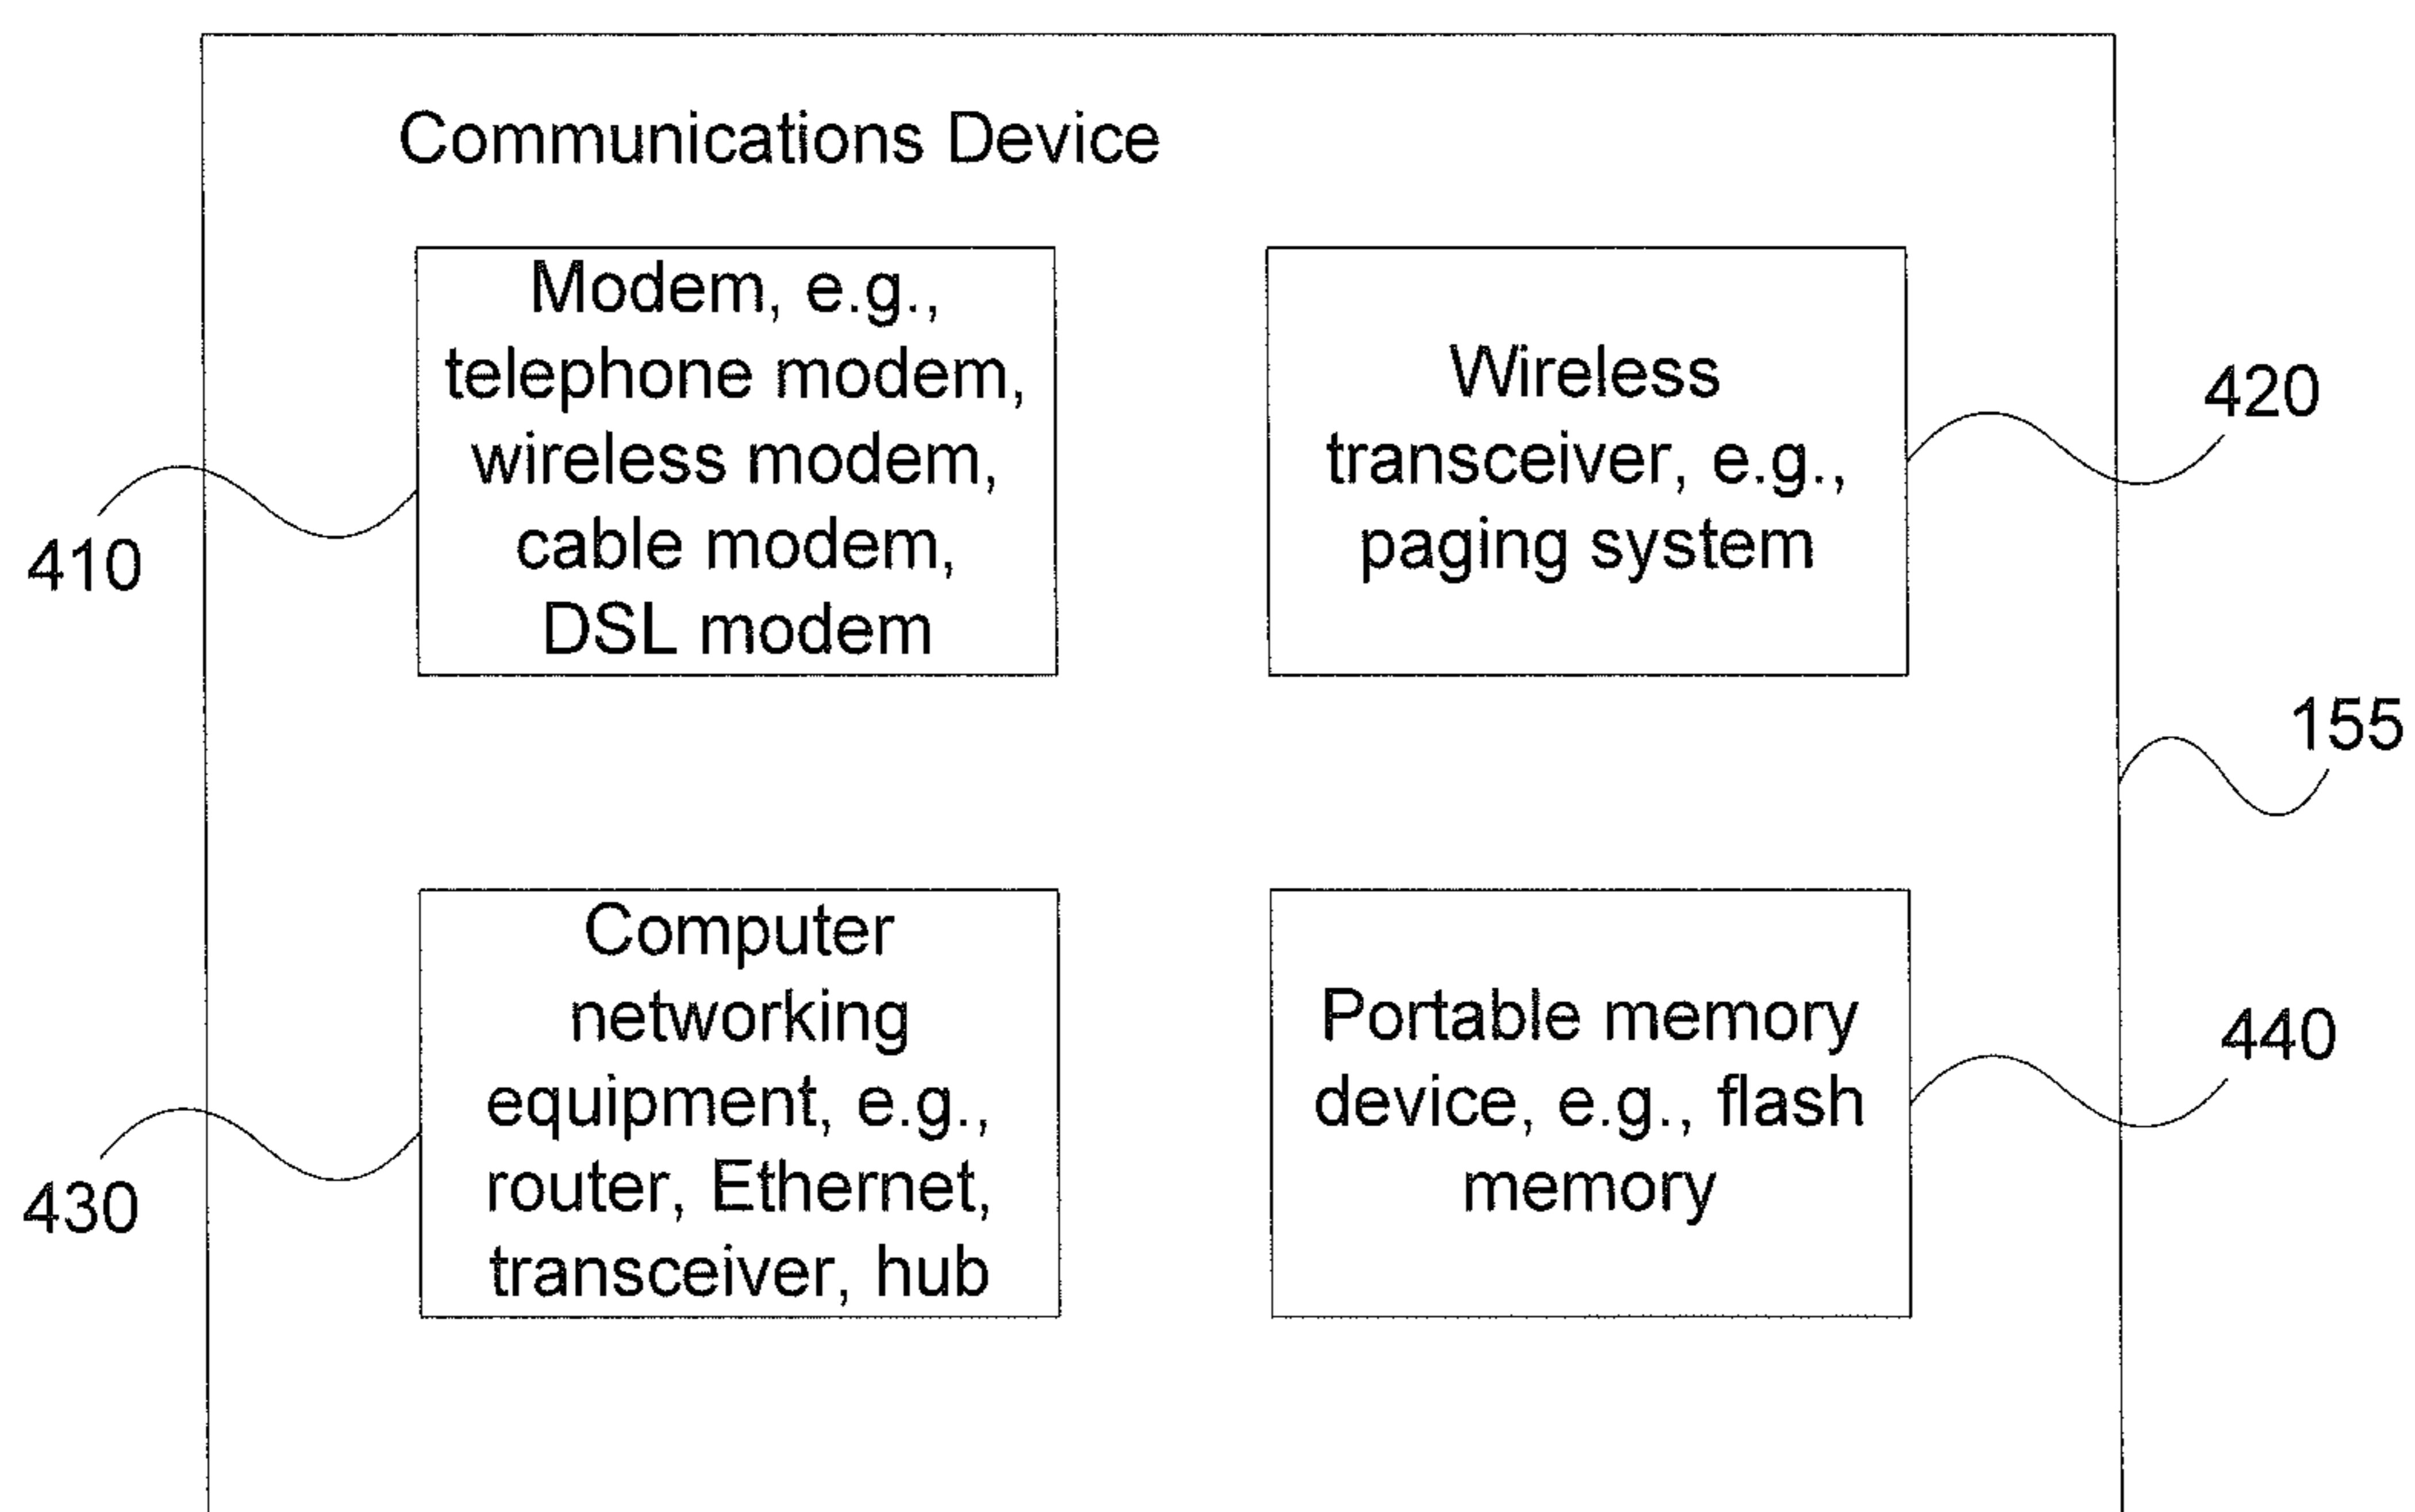 Communications Device
Modem, e.g.,
telephone modem,
wireless modem,
cable modem,
DSL modem
410
Wireless
transceiver, e.g.,
paging system
420
155
Computer
networking
equipment, e.g.,
router, Ethernet,
transceiver, hub
430
Portable memory
device, e.g., flash
memory
440